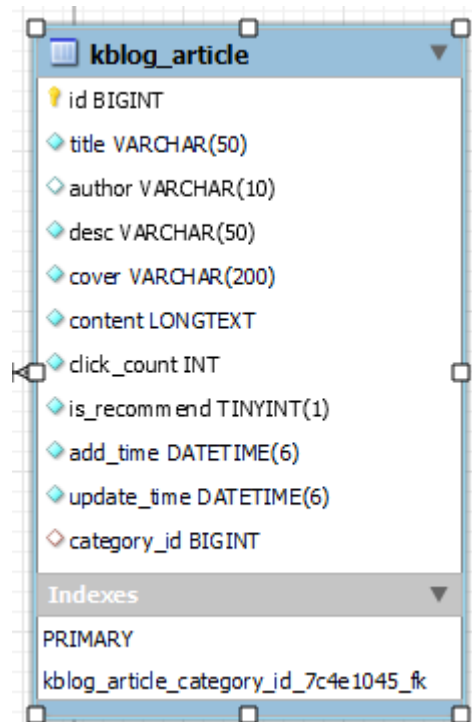 kblog_article
id BIGINT
title VARCHAR(50)
author VARCHAR(10)
desc VARCHAR(50)
cover VARCHAR(200)
content LONGTEXT
click_count INT
is_recommend TINYINT(1)
add_time DATETIME(6)
update_time DATETIME(6)
category_id BIGINT
Indexes
PRIMARY
kblog_article_category_id_7c4e1045_fk